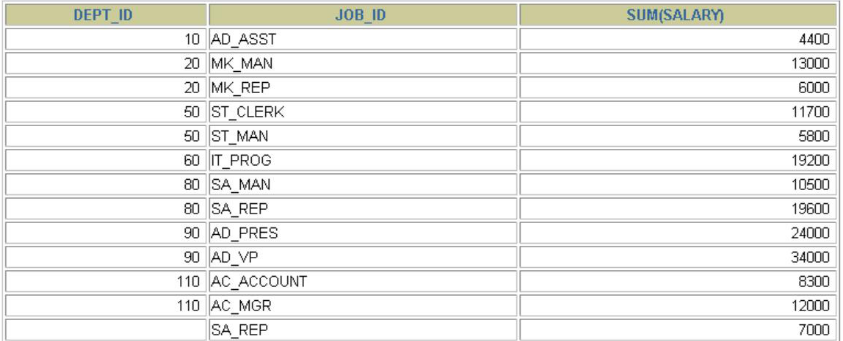 DEPT_ID JOB_ID SUM(SALARY)
10 AD_ASST 4400
20 MK_MAN 13000
20 MK_REP 6000
50 ST_CLERK 11700
50 ST_MAN 5800
60 IT_PROG 19200
80 SA_MAN 10500
80 SA_REP 19600
90 AD_PRES 24000
90 AD_VP 34000
110 AC_ACCOUNT 8300
110 AC_MGR 12000
SA_REP 7000